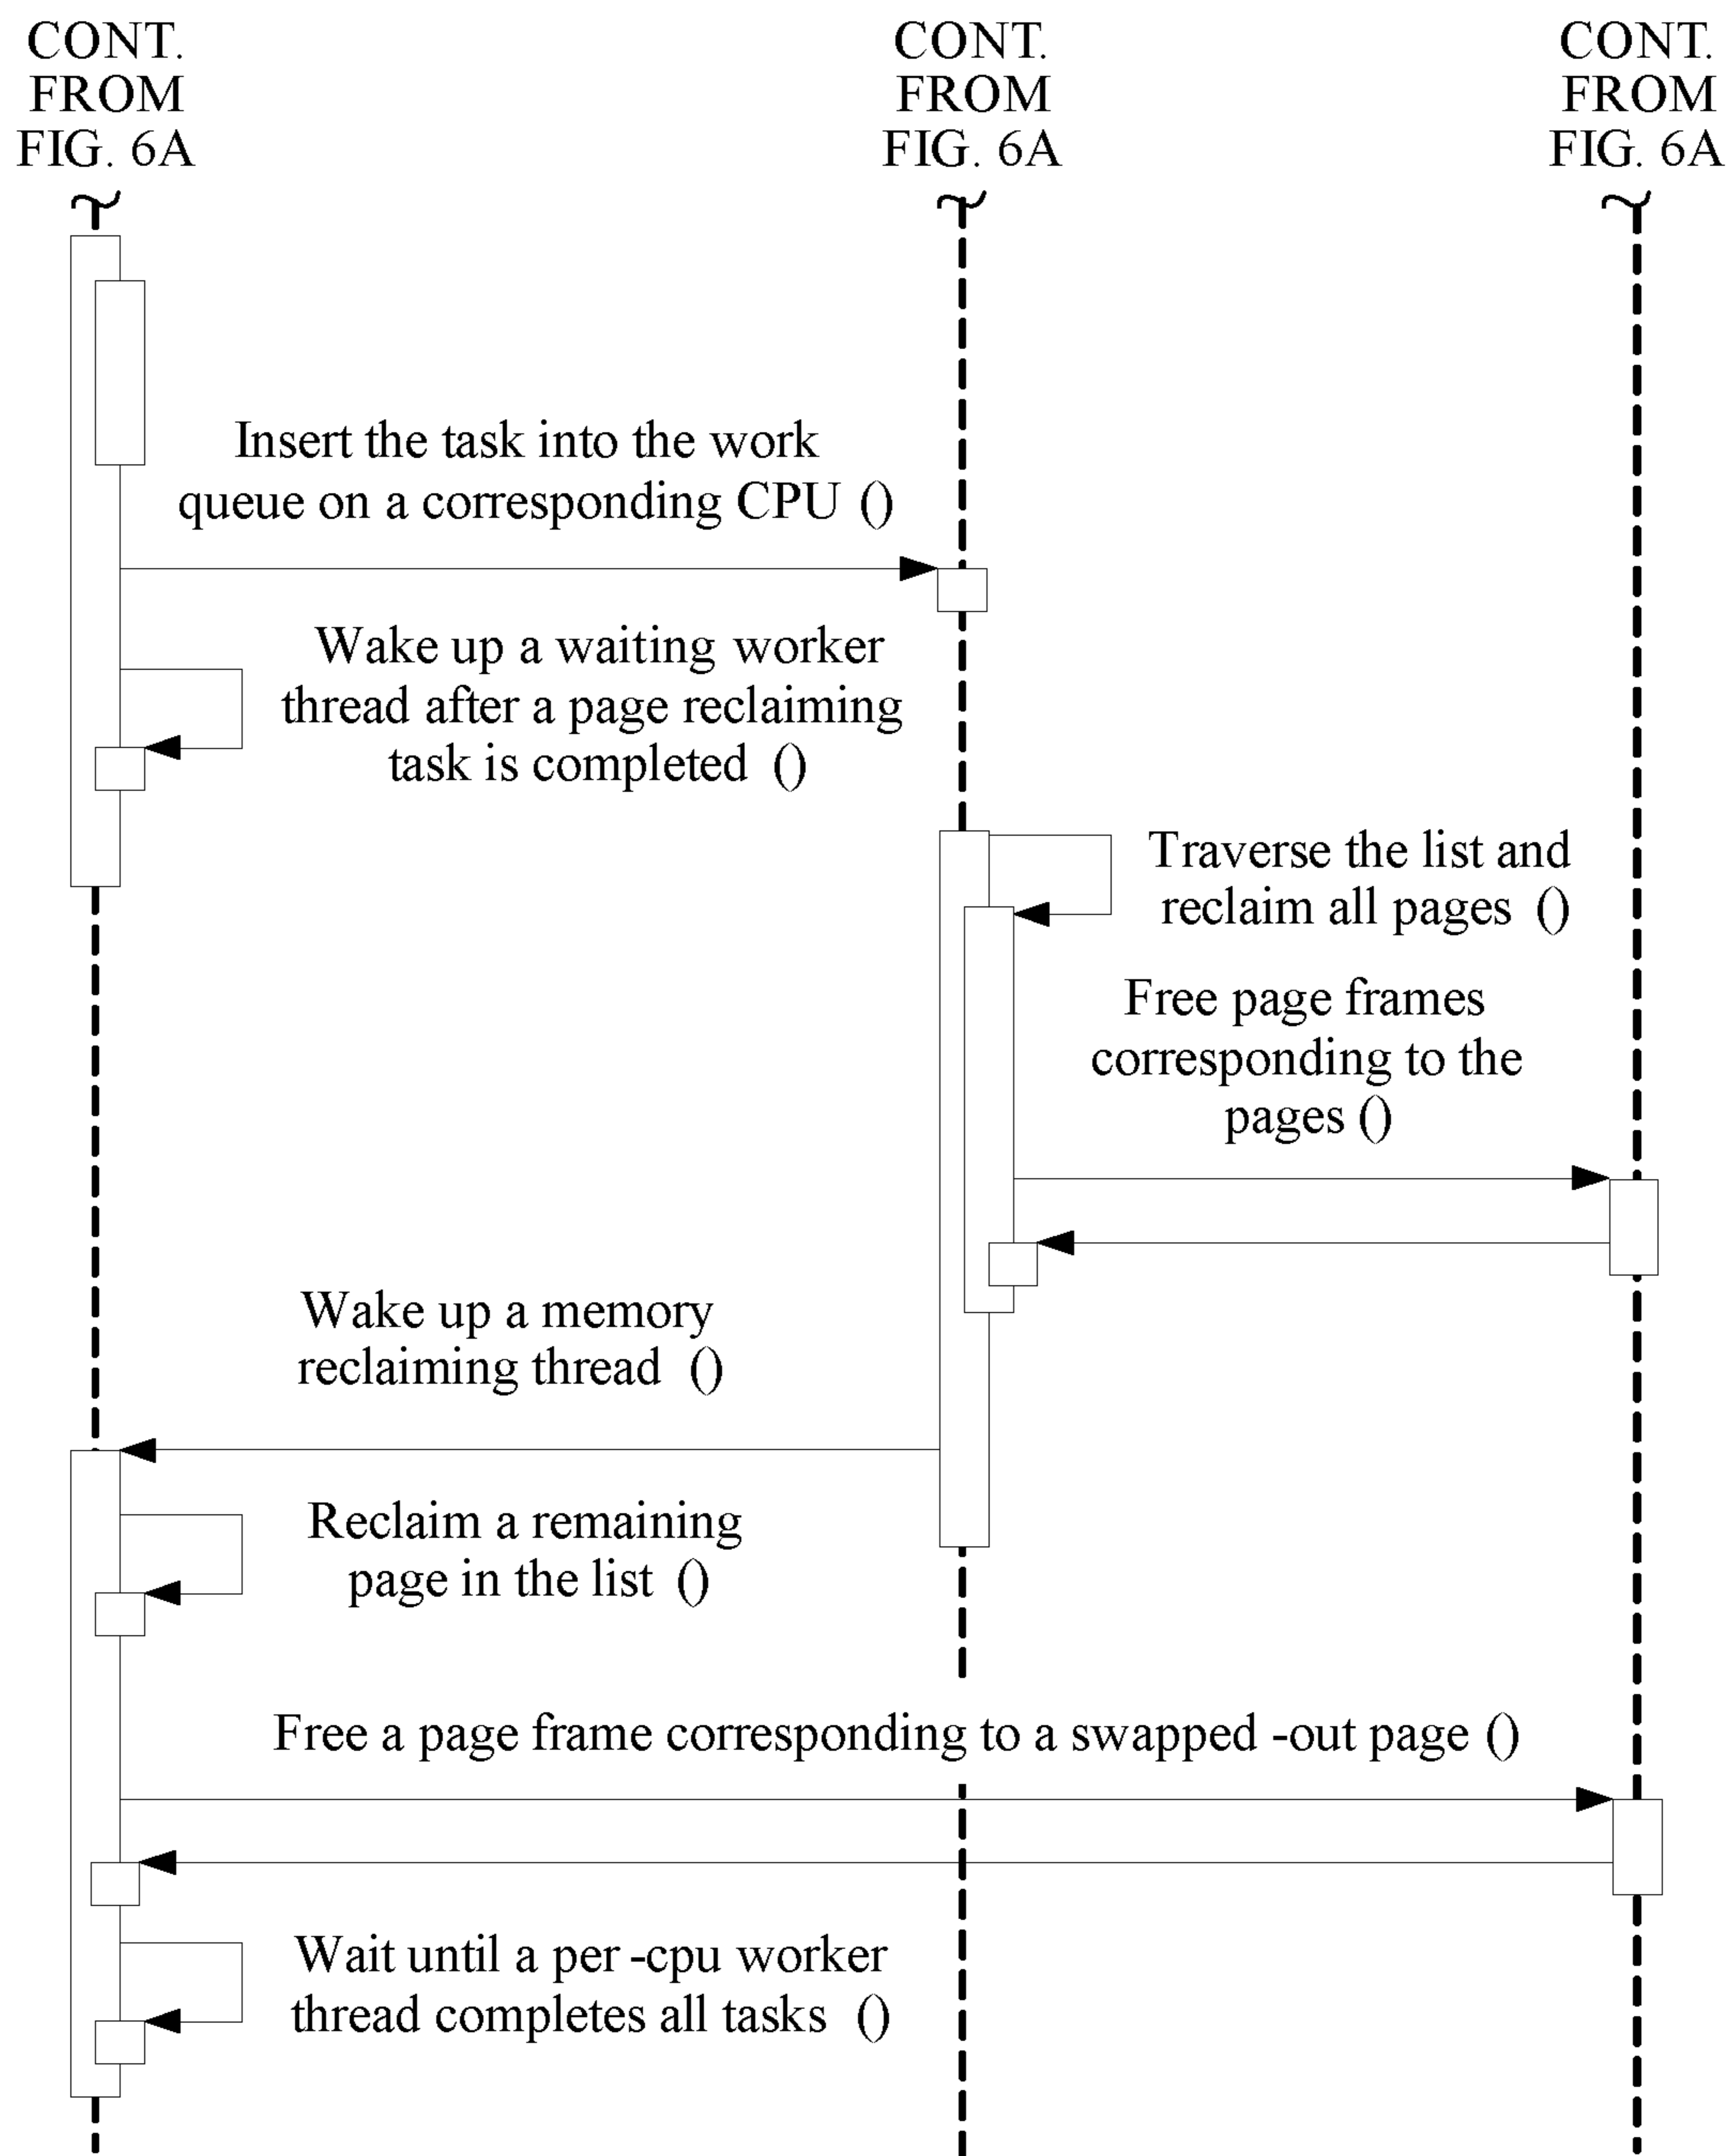 CONT.
FROM
FIG. 6A
CONT.
FROM
FIG. 6A
CONT.
FROM
FIG. 6A
Insert the task into the work
queue on a corresponding CPU ()
Wake up a waiting worker
thread after a page reclaiming
task is completed ()
Traverse the list and
reclaim all pages ()
Free page frames
corresponding to the
pages ()
Wake up a memory
reclaiming thread ()
Reclaim a remaining
page in the list ()
Free a page frame corresponding to a swapped -out page ()
Wait until a per -cpu worker
thread completes all tasks ()